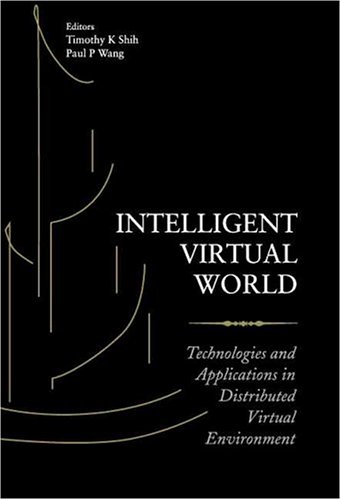 Editors
Timothy K Shih
Paul P Wang
INTELLIGENT
VIRTUAL
WORLD
Technologies and
Applications in
Distributed
Virtual
Environment